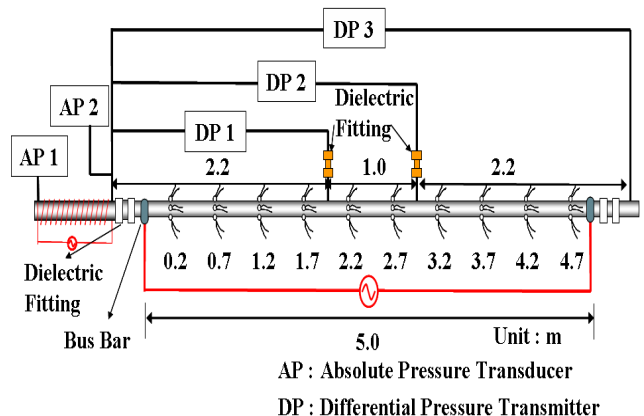 DP 3
DP 2
AP 2
Dielectric
Fitting
DP 1
AP 1
2.2
1.0
2.2
0.2 0.7 1.2 1.7 2.2 2.7 3.2 3.7 4.2 4.7
Dielectric
Fitting
Bus Bar
5.0
Unit : m
AP : Absolute Pressure Transducer
DP : Differential Pressure Transmitter